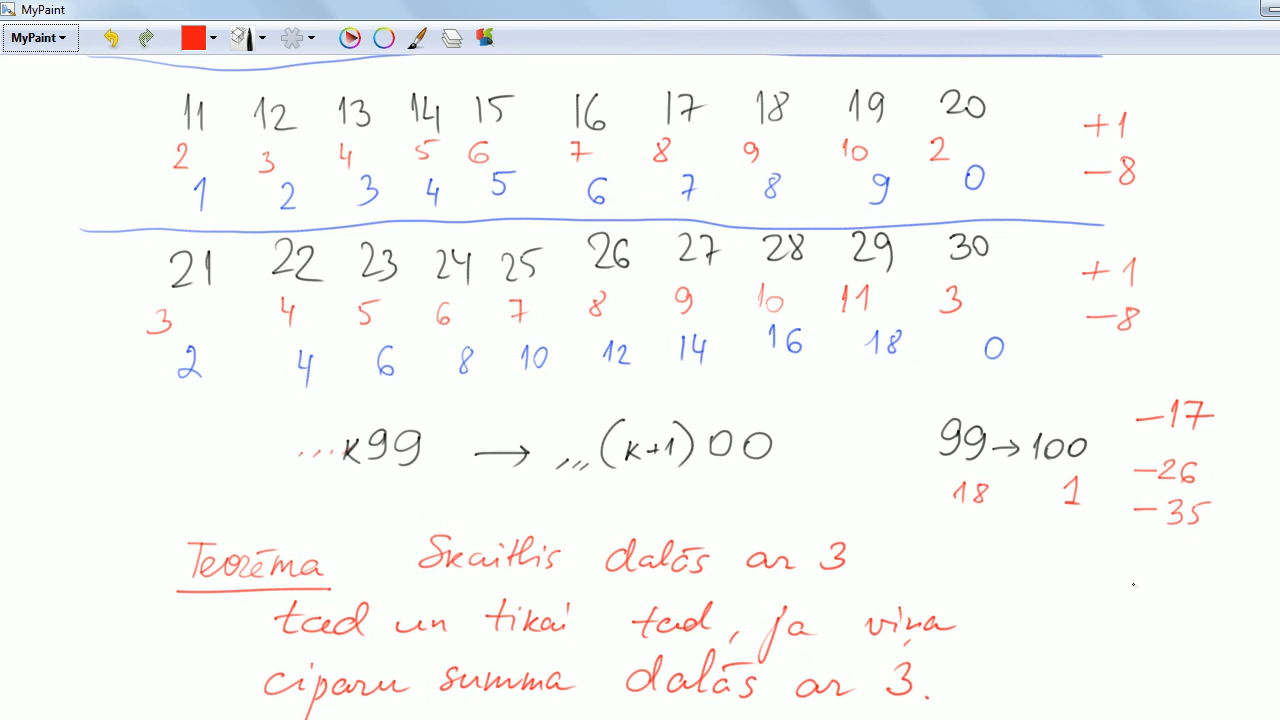 MyPaint
MyPaint
11 12 13 14 15 16 17 18 19 20
+1
2 3 4 5 6 7 8 9 10 2
-8
1 2 3 4 5 6 7 8 9 0
21 22 23 24 25 26 27 28 29 30
+1
3 4 5 6 7 8 9 10 11 3
-8
2 4 6 8 10 12 14 16 18 0
...k99 → ...(k+1)00 99→100
-17
18 1
-26
-35
Teorēma Skaitlis dalās ar 3
tad un tikai tad, ja viņa
ciparu summa dalās ar 3.